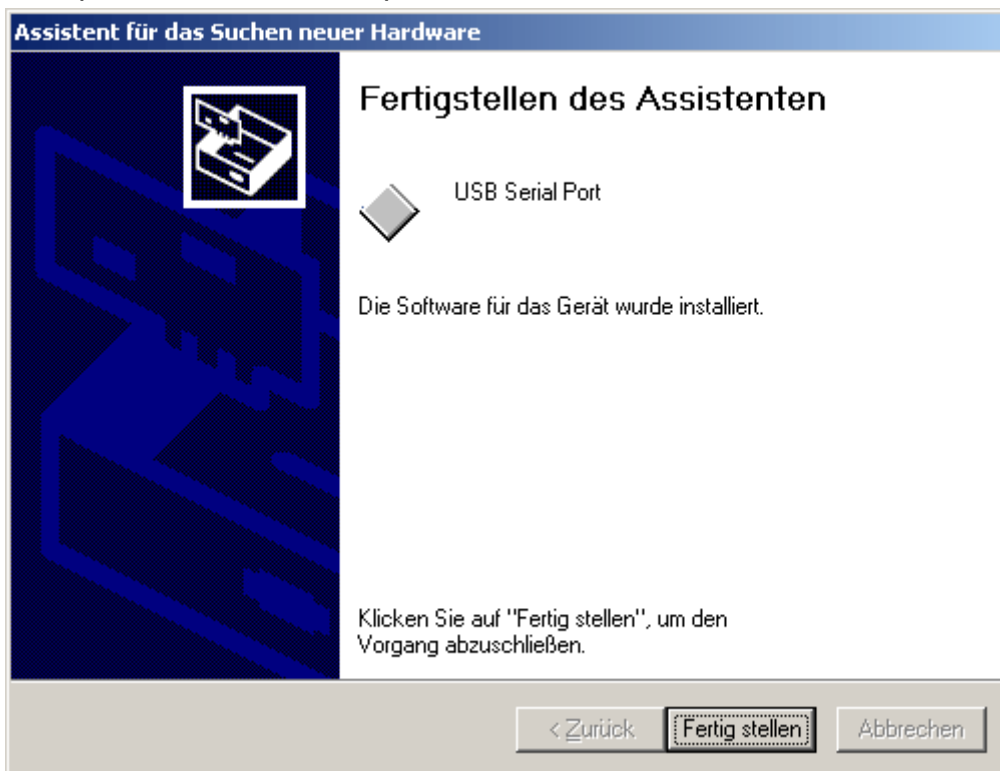 Assistent für das Suchen neuer Hardware
Fertigstellen des Assistenten
USB Serial Port
Die Software für das Gerät wurde installiert.
Klicken Sie auf "Fertig stellen", um den
Vorgang abzuschließen.
< Zurück
Fertig stellen
Abbrechen